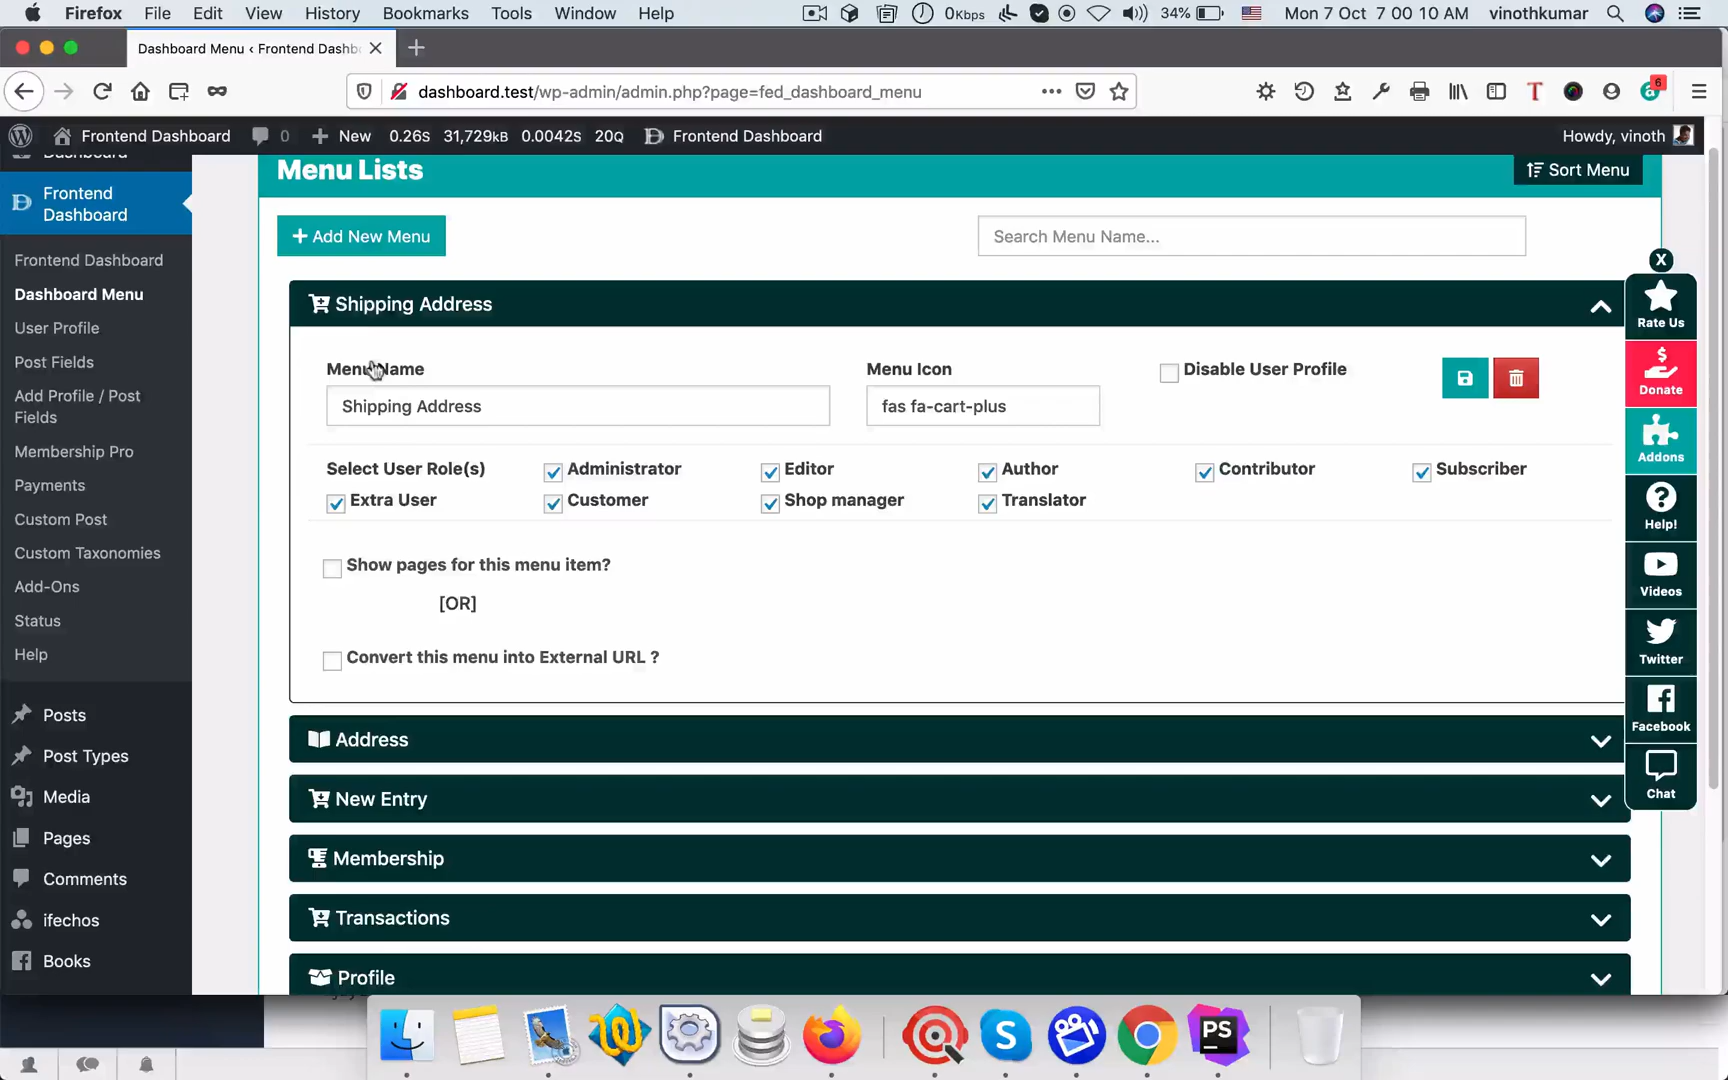 Firefox File Edit View History Bookmarks Tools Window Help 0Kbps 34% Mon 7 Oct 7 00 10 AM vinothkumar
Dashboard Menu ‹ Frontend Dashb
dashboard.test/wp-admin/admin.php?page=fed_dashboard_menu T a 6
Frontend Dashboard 0 New 0.26S 31,729kB 0.0042S 20Q Frontend Dashboard Howdy, vinoth
Dashboard
Frontend Dashboard
Frontend Dashboard
Dashboard Menu
User Profile
Post Fields
Add Profile / Post Fields
Membership Pro
Payments
Custom Post
Custom Taxonomies
Add-Ons
Status
Help
Posts
Post Types
Media
Pages
Comments
ifechos
Books
Menu Lists
Sort Menu
+ Add New Menu
Search Menu Name...
Shipping Address
Menu Name
Menu Icon
Disable User Profile
Shipping Address
fas fa-cart-plus
Select User Role(s) Administrator Editor Author Contributor Subscriber
Extra User Customer Shop manager Translator
Show pages for this menu item?
[OR]
Convert this menu into External URL ?
Address
New Entry
Membership
Transactions
Profile
X
Rate Us
$
Donate
Addons
?
Help!
Videos
Twitter
Facebook
Chat
S
PS